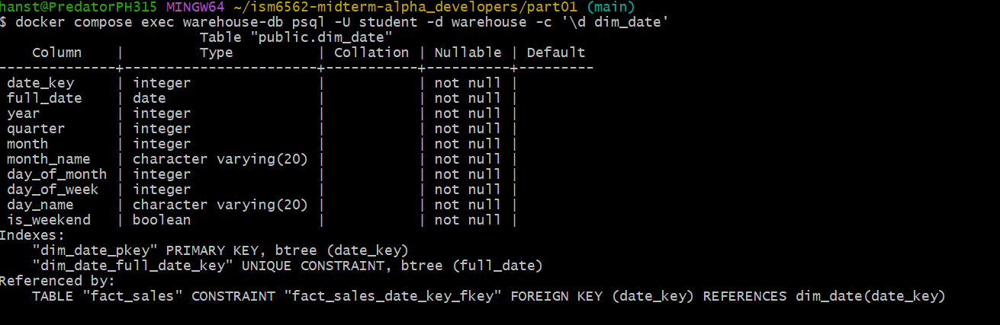 hanst@PredatorPH315 MINGW64 ~/ism6562-midterm-alpha_developers/part01 (main)
$ docker compose exec warehouse-db psql -U student -d warehouse -c '\d dim_date'
                        Table "public.dim_date"
    Column    |         Type          | Collation | Nullable | Default
--------------+-----------------------+-----------+----------+---------
 date_key     | integer               |           | not null |
 full_date    | date                  |           | not null |
 year         | integer               |           | not null |
 quarter      | integer               |           | not null |
 month        | integer               |           | not null |
 month_name   | character varying(20) |           | not null |
 day_of_month | integer               |           | not null |
 day_of_week  | integer               |           | not null |
 day_name     | character varying(20) |           | not null |
 is_weekend   | boolean               |           | not null |
Indexes:
    "dim_date_pkey" PRIMARY KEY, btree (date_key)
    "dim_date_full_date_key" UNIQUE CONSTRAINT, btree (full_date)
Referenced by:
    TABLE "fact_sales" CONSTRAINT "fact_sales_date_key_fkey" FOREIGN KEY (date_key) REFERENCES dim_date(date_key)